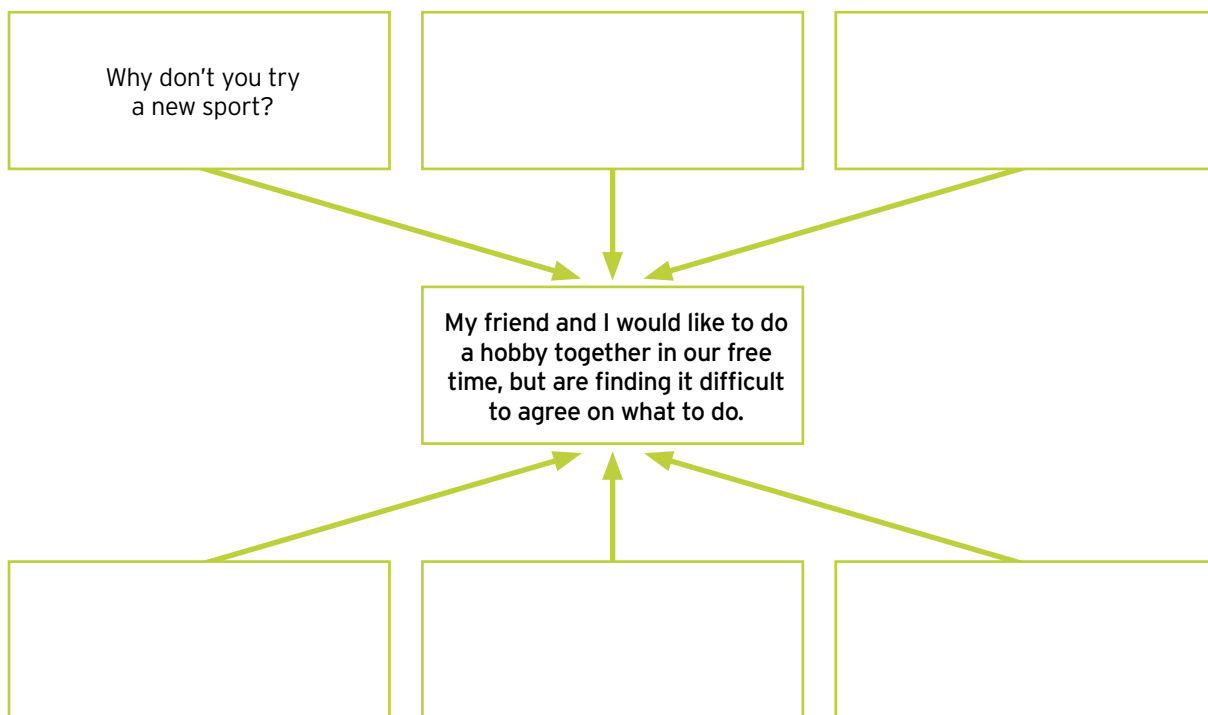 Why don't you try
a new sport?
My friend and I would like to do
a hobby together in our free
time, but are finding it difficult
to agree on what to do.